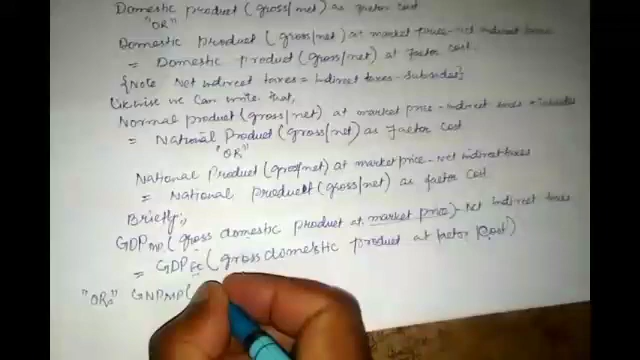 Domestic product (gross/net) as factor cost
"OR"
Domestic product (gross/net) at market price - net indirect taxes
= Domestic product (gross/net) at factor cost.
{Note Net indirect taxes = indirect taxes - subsidies}
Likewise we can write that,
Normal product (gross/net) at market price - indirect taxes +
= National Product (gross/net) as factor cost
"OR"
National Product (gross/net) at market price - net indirect taxes
= National product (gross/net) as factor cost
Briefly;
GDPMP (gross domestic product at market price) - net indirect taxes
= GDPFC (gross domestic product at factor cost)
"OR" GNPMP (